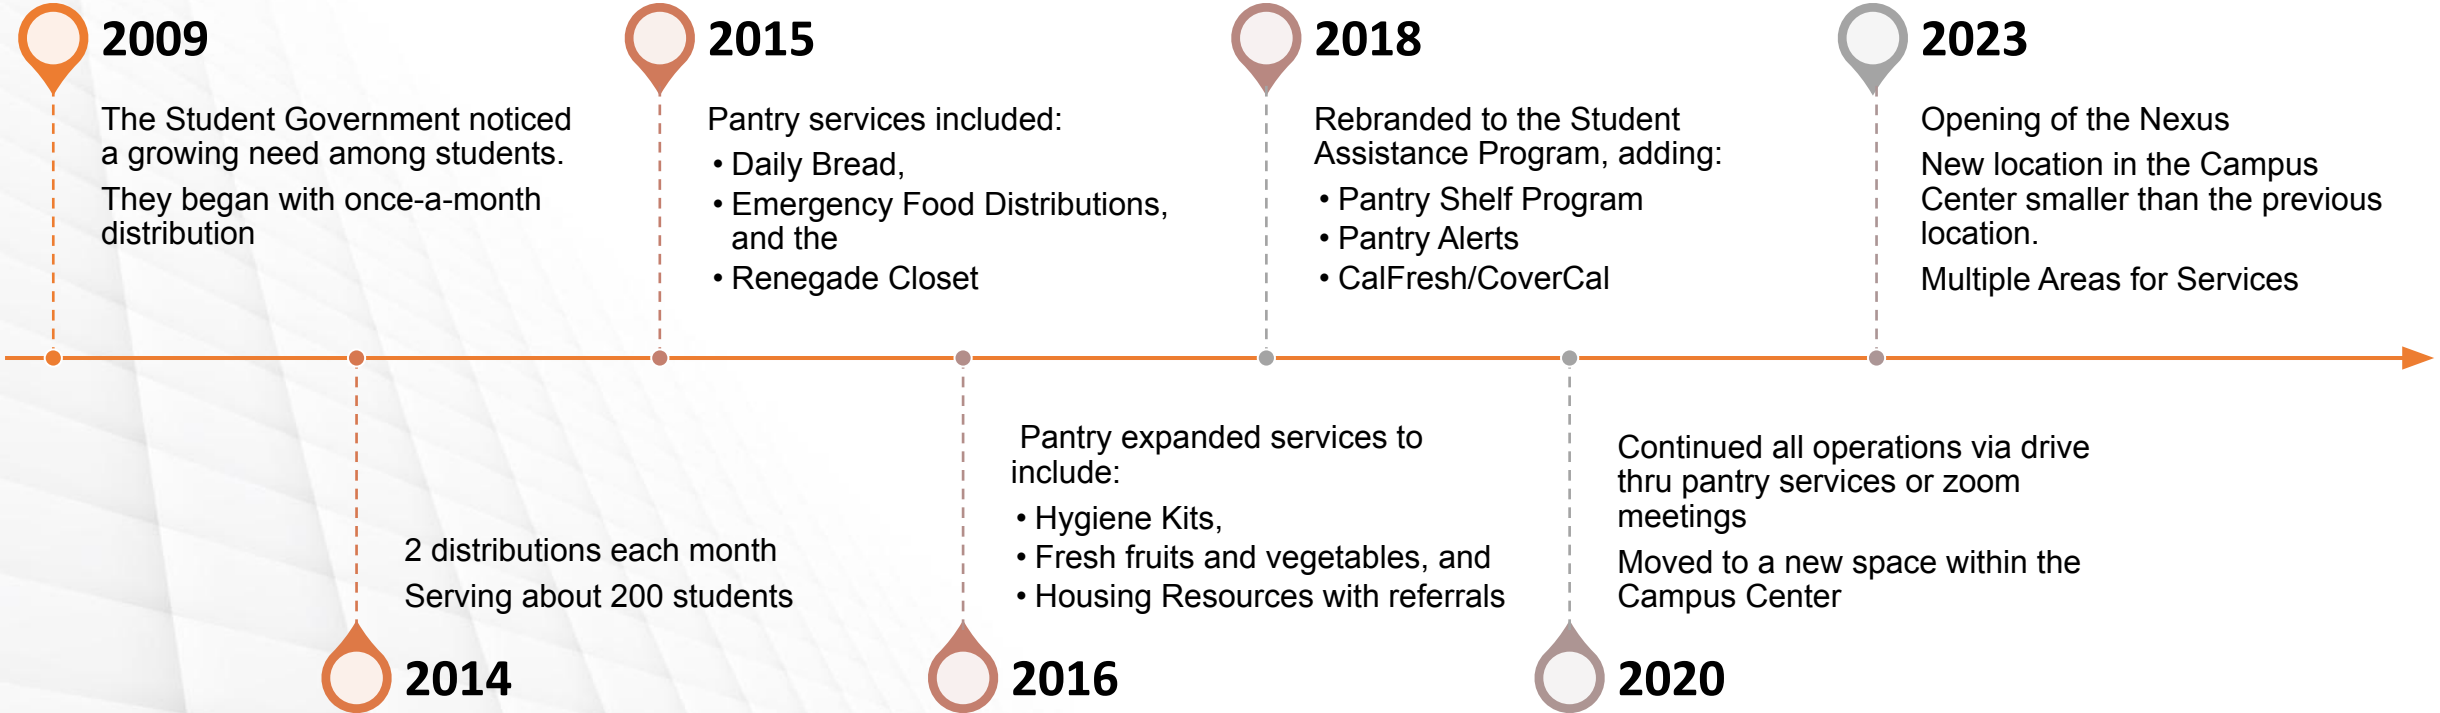 2009
The Student Government noticed
a growing need among students.
They began with once-a-month
distribution
2015
Pantry services included:
• Daily Bread,
• Emergency Food Distributions,
and the
• Renegade Closet
2018
Rebranded to the Student
Assistance Program, adding:
• Pantry Shelf Program
• Pantry Alerts
• CalFresh/CoverCal
2023
Opening of the Nexus
New location in the Campus
Center smaller than the previous
location.
Multiple Areas for Services
2 distributions each month
Serving about 200 students
2014
Pantry expanded services to
include:
• Hygiene Kits,
• Fresh fruits and vegetables, and
• Housing Resources with referrals
2016
Continued all operations via drive
thru pantry services or zoom
meetings
Moved to a new space within the
Campus Center
2020